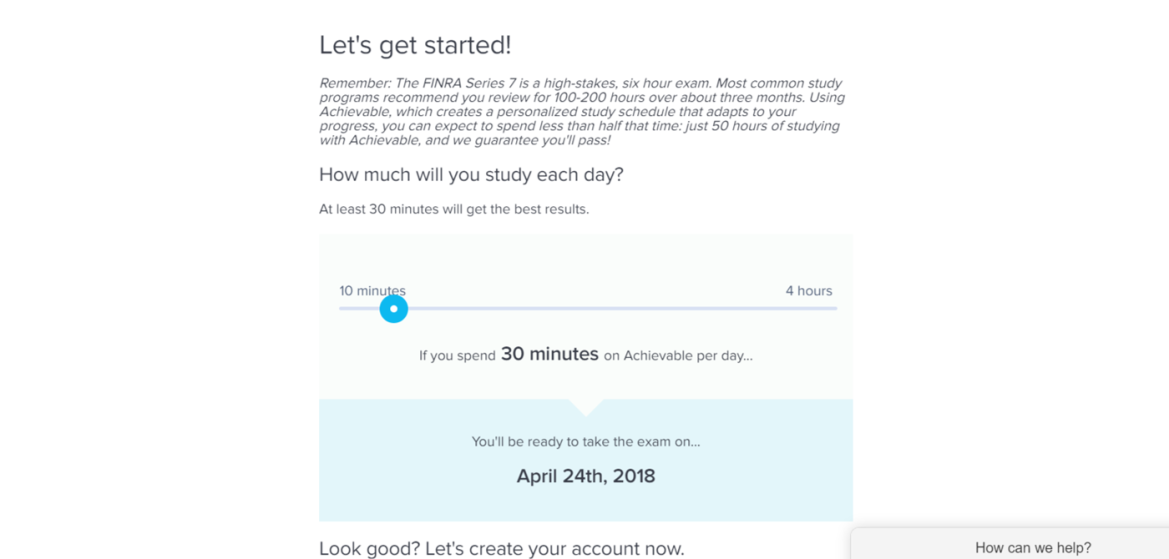 Let's get started!
Remember: The FINRA Series 7 is a high-stakes, six hour exam. Most common study
programs recommend you review for 100-200 hours over about three months. Using
Achievable, which creates a personalized study schedule that adapts to your
progress, you can expect to spend less than half that time: just 50 hours of studying
with Achievable, and we guarantee you'll pass!
How much will you study each day?
At least 30 minutes will get the best results.
10 minutes 4 hours
If you spend 30 minutes on Achievable per day...
You'll be ready to take the exam on...
April 24th, 2018
Look good? Let's create your account now.
How can we help?